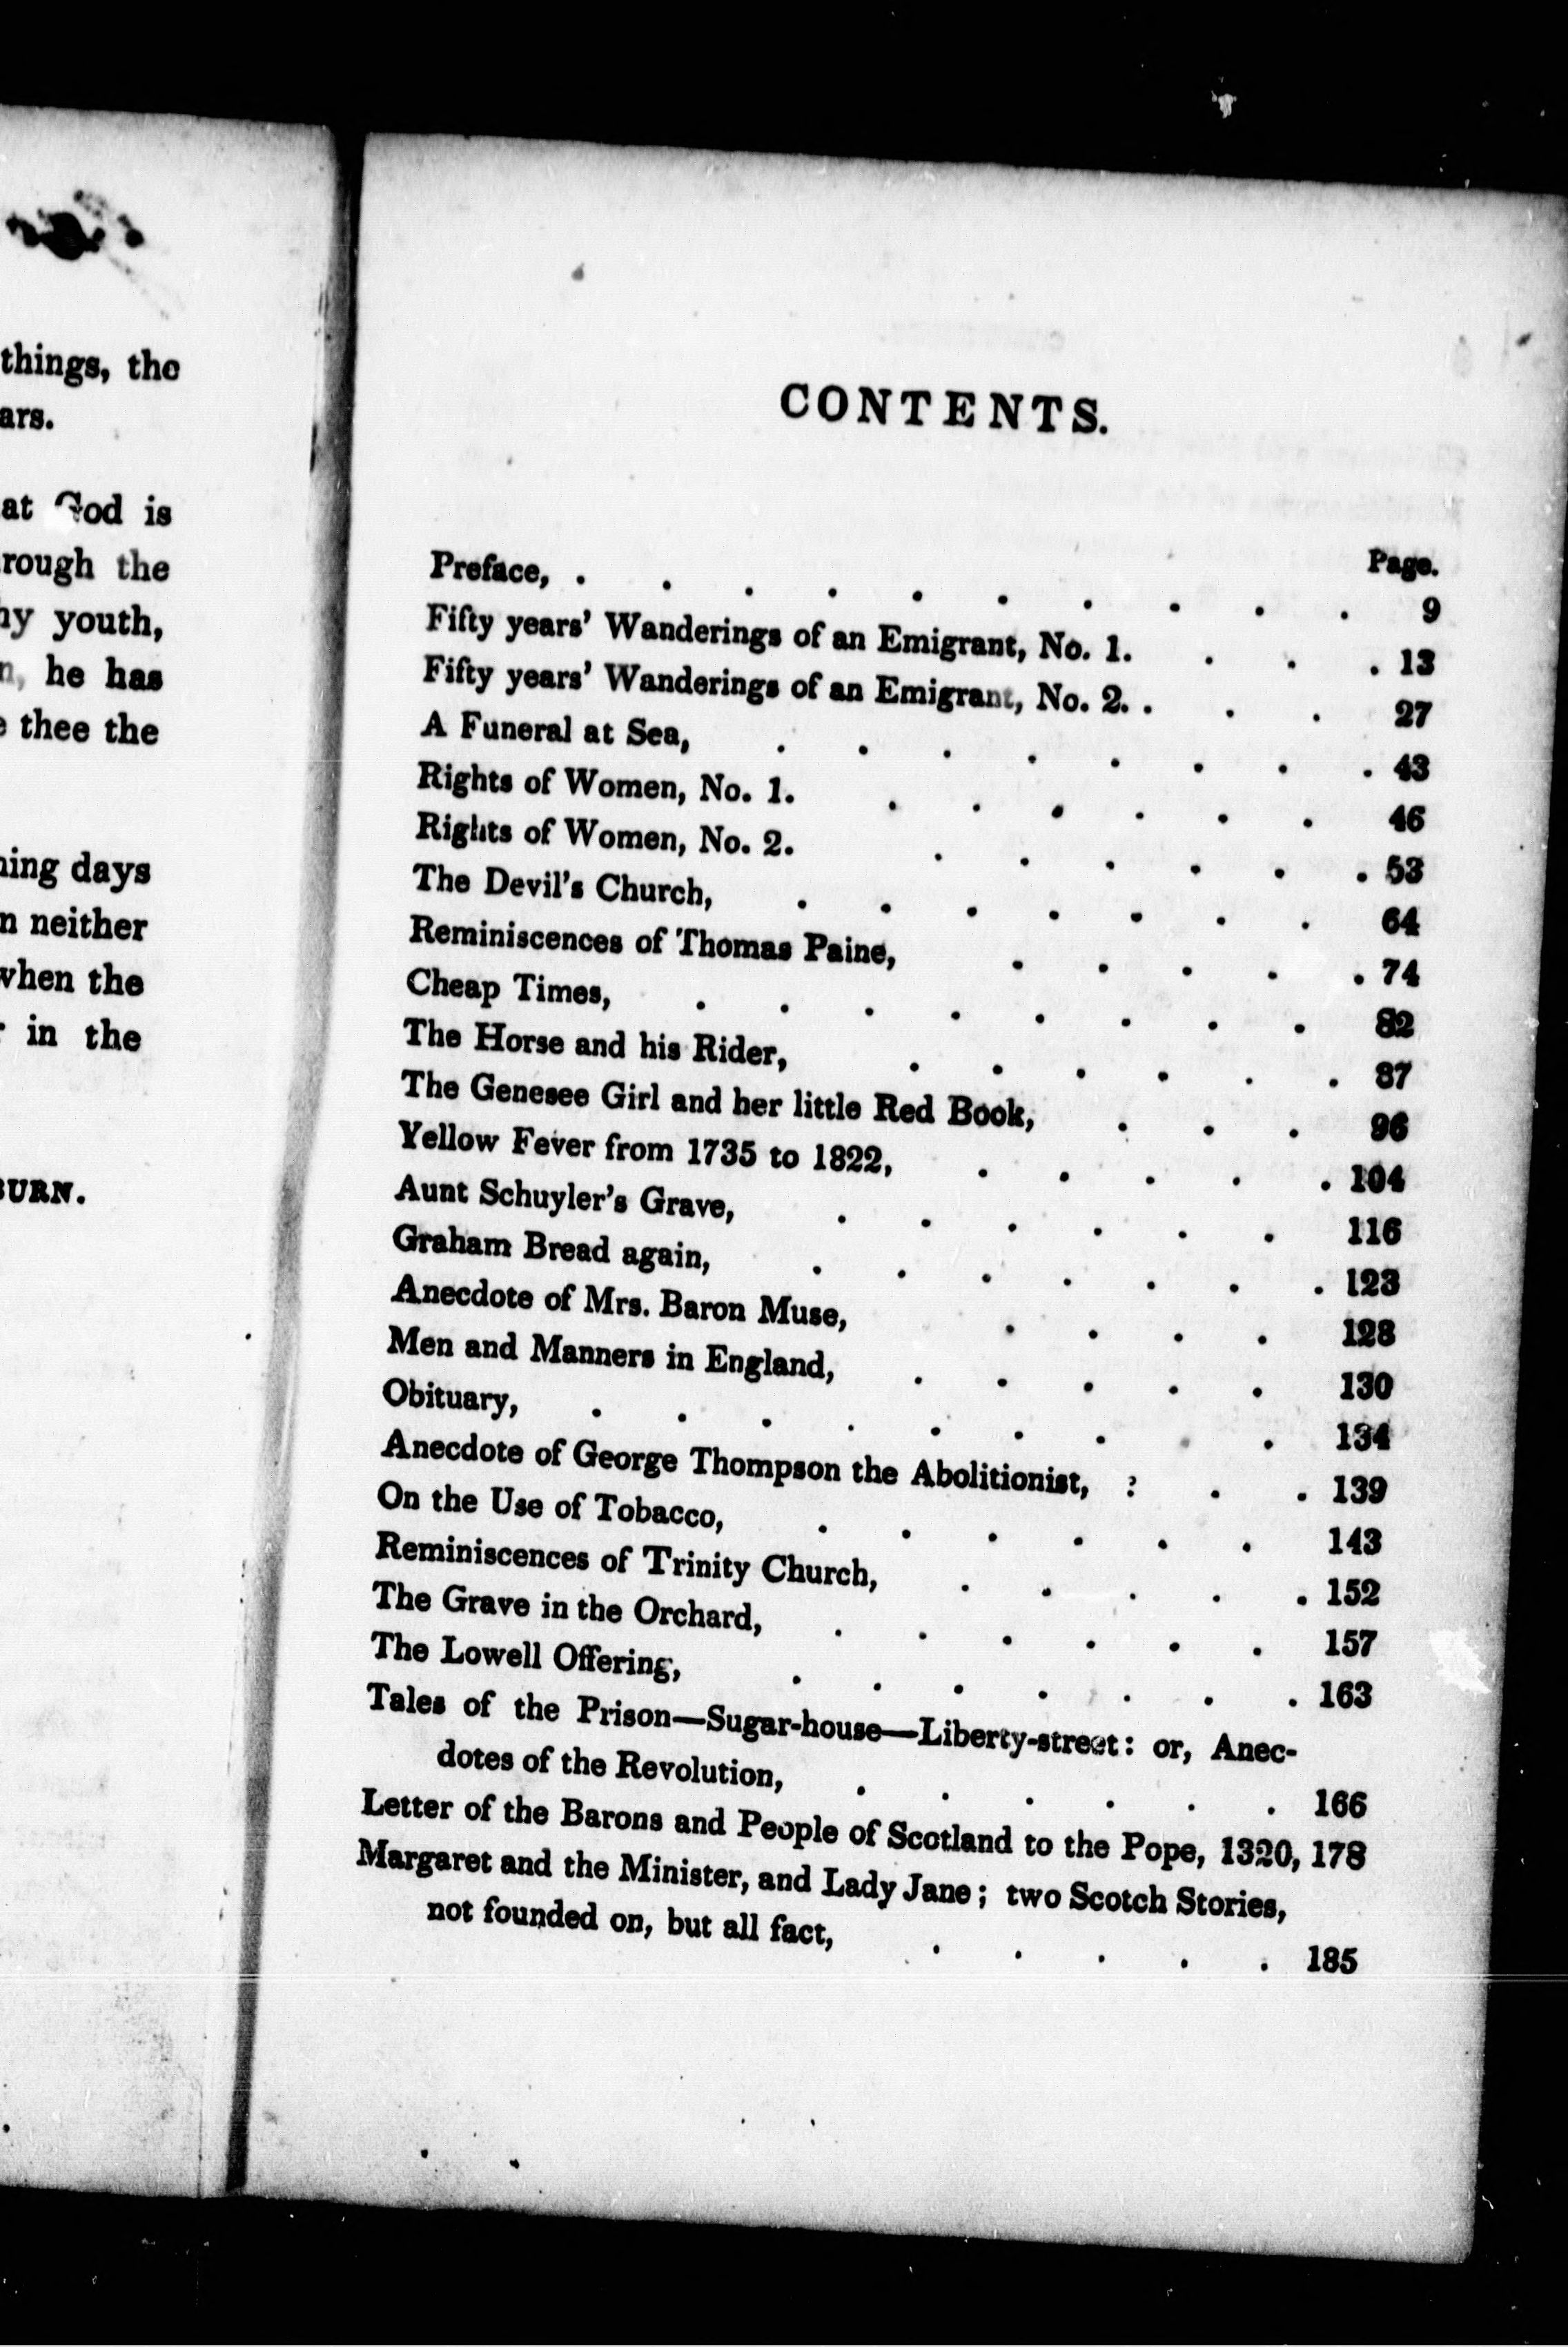 things, the
ars.
at God is
rough the
hy youth,
he has
thee the
ing days
n neither
when the
in the
BURN.
CONTENTS.
Page.
Preface, . . . . . . . . . . 9
Fifty years' Wanderings of an Emigrant, No. 1. . . . 13
Fifty years' Wanderings of an Emigrant, No. 2. . . . 27
A Funeral at Sea, . . . . . . . . 43
Rights of Women, No. 1. . . . . . . 46
Rights of Women, No. 2. . . . . . . 53
The Devil's Church, . . . . . . . 64
Reminiscences of Thomas Paine, . . . . . 74
Cheap Times, . . . . . . . . 82
The Horse and his Rider, . . . . . . 87
The Genesee Girl and her little Red Book, . . . 96
Yellow Fever from 1735 to 1822, . . . . . 104
Aunt Schuyler's Grave, . . . . . . 116
Graham Bread again, . . . . . . . 123
Anecdote of Mrs. Baron Muse, . . . . 128
Men and Manners in England, . . . . . 130
Obituary, . . . . . . . . . 134
Anecdote of George Thompson the Abolitionist, : . . 139
On the Use of Tobacco, . . . . . . 143
Reminiscences of Trinity Church, . . . . . 152
The Grave in the Orchard, . . . . . . 157
The Lowell Offering, . . . . . . . 163
Tales of the Prison—Sugar-house—Liberty-street: or, Anec-
dotes of the Revolution, . . . . . . 166
Letter of the Barons and People of Scotland to the Pope, 1320, 178
Margaret and the Minister, and Lady Jane; two Scotch Stories,
not founded on, but all fact, . . . . . 185